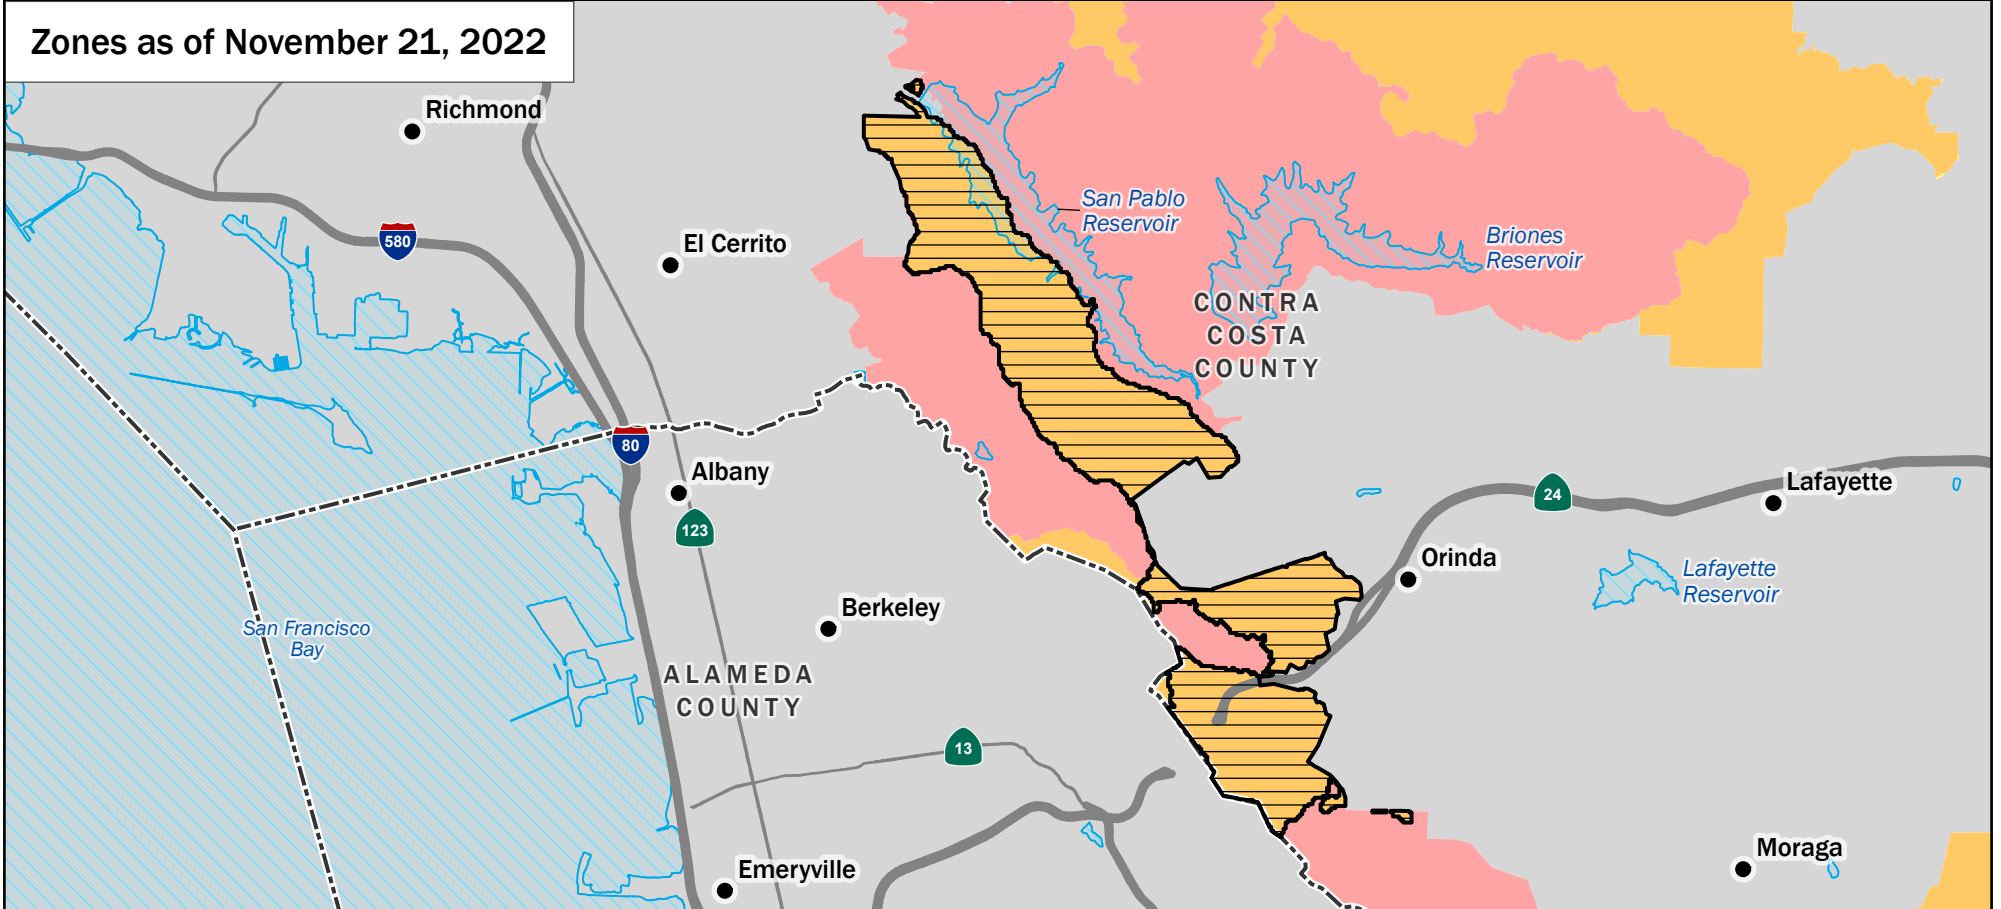 Zones as of November 21, 2022
Richmond
San Pablo
Reservoir
580
El Cerrito
Briones
Reservoir
CONTRA
COSTA
COUNTY
80
Albany
Lafayette
24
123
Orinda
Lafayette
Reservoir
Berkeley
San Francisco
Bay
ALAMEDA
COUNTY
13
Moraga
Emeryville